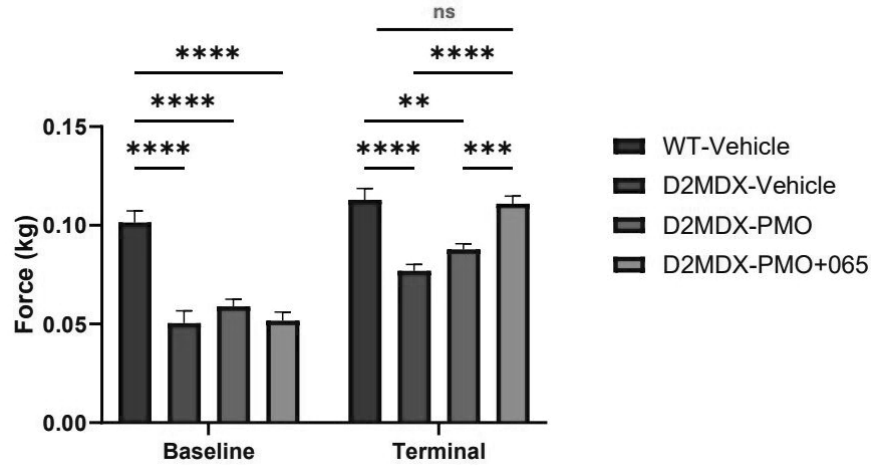 ns
**** ****
**** **
0.15
**** **** ***
WT-Vehicle
D2MDX-Vehicle
D2MDX-PMO
D2MDX-PMO+065
0.10
0.05
0.00
Force (kg)
Baseline Terminal